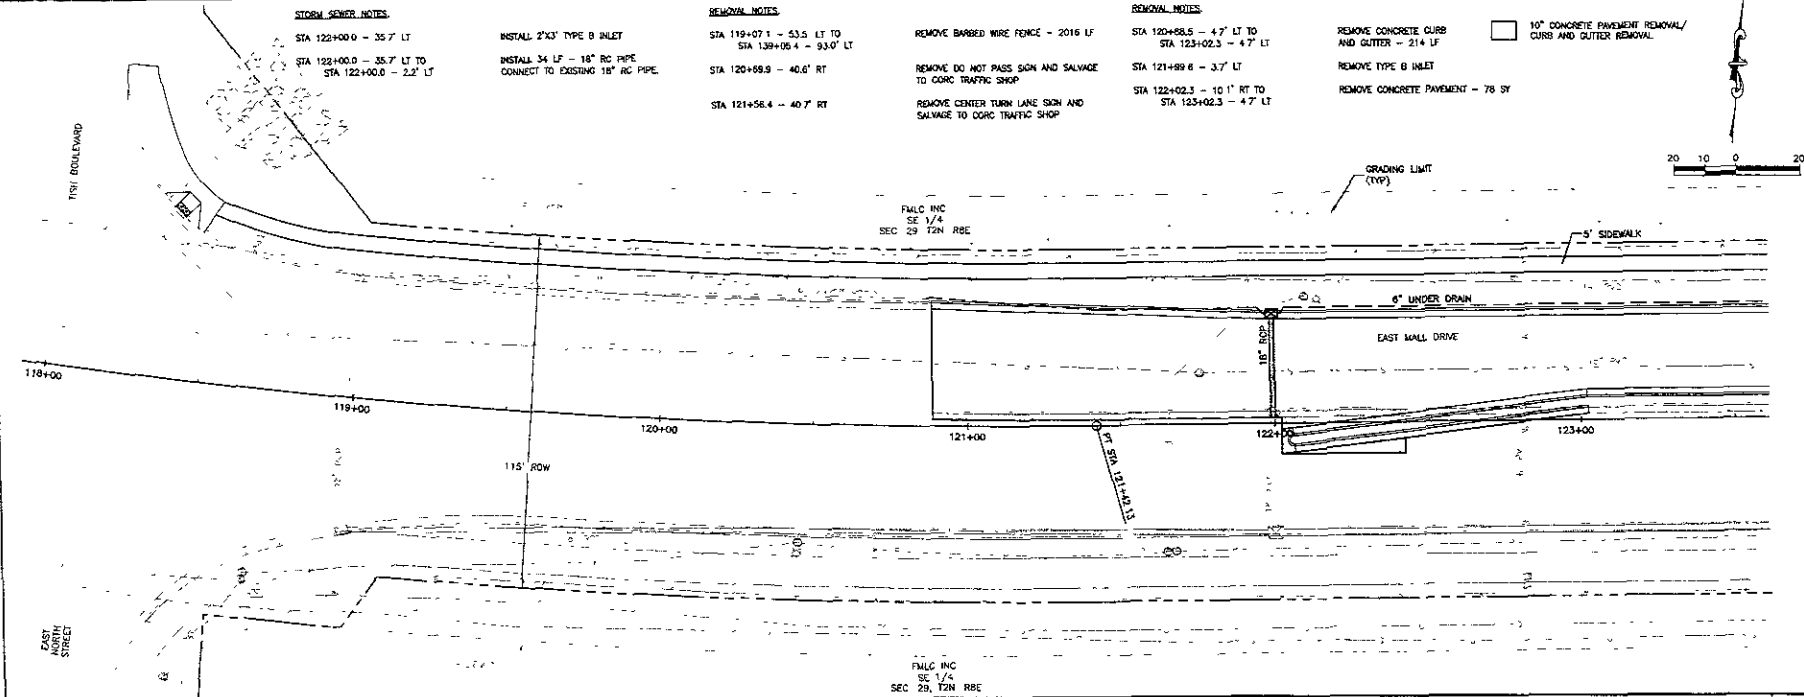 STORM SEWER NOTES.
STA 122+00.0 - 35.7' LT
INSTALL 2'X3' TYPE B INLET
STA 122+00.0 - 35.7' LT TO
STA 122+00.0 - 2.2' LT
INSTALL 34 LF - 18" RC PIPE
CONNECT TO EXISTING 18" RC PIPE.
REMOVAL NOTES.
STA 119+07.1 - 53.5 LT TO
STA 139+05.4 - 93.0' LT
REMOVE BARBED WIRE FENCE - 2016 LF
STA 120+69.9 - 40.6' RT
REMOVE DO NOT PASS SIGN AND SALVAGE
TO CORC TRAFFIC SHOP
STA 121+56.4 - 40.7' RT
REMOVE CENTER TURN LANE SIGN AND
SALVAGE TO CORC TRAFFIC SHOP
REMOVAL NOTES.
STA 120+88.5 - 4.7' LT TO
STA 123+02.3 - 4.7' LT
REMOVE CONCRETE CURB
AND GUTTER - 214 LF
STA 121+99.6 - 3.7' LT
REMOVE TYPE B INLET
STA 122+02.3 - 10.1' RT TO
STA 123+02.3 - 4.7' LT
REMOVE CONCRETE PAVEMENT - 78 SY
10" CONCRETE PAVEMENT REMOVAL/
CURB AND GUTTER REMOVAL
20 10 0 20
TISH BOULEVARD
GRADING LIMIT
(TYP)
FMLC INC
SE 1/4
SEC 29 T2N R8E
5' SIDEWALK
6" UNDER DRAIN
18" RCP
EAST MALL DRIVE
118+00
119+00
120+00
121+00
122+00
123+00
PT STA 121+42.13
115' ROW
EAST
NORTH
STREET
FMLC INC
SE 1/4
SEC 29, T2N R8E